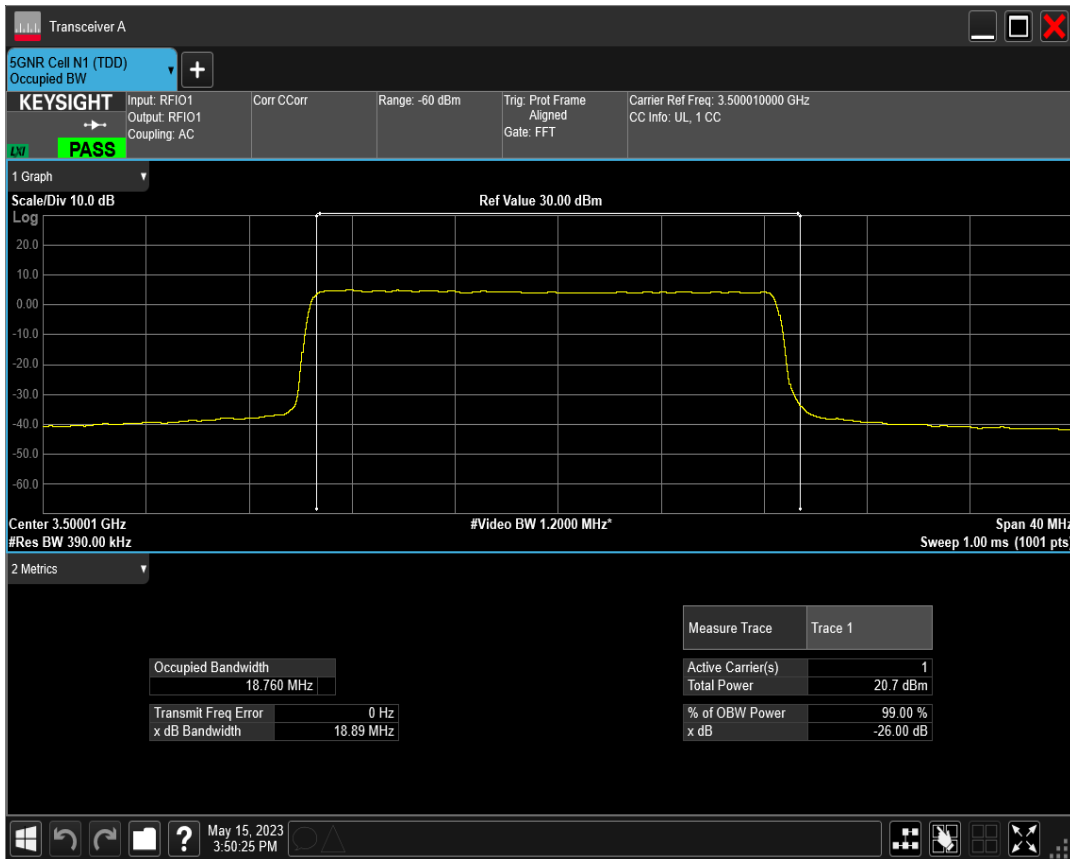 Transceiver A
5GNR Cell N1 (TDD)
Occupied BW
+
KEYSIGHT
LXI
PASS
Input: RFIO1
Output: RFIO1
Coupling: AC
Corr CCorr
Range: -60 dBm
Trig: Prot Frame
Aligned
Gate: FFT
Carrier Ref Freq: 3.500010000 GHz
CC Info: UL, 1 CC
1 Graph
Scale/Div 10.0 dB
Ref Value 30.00 dBm
Log
20.0
10.0
0.00
-10.0
-20.0
-30.0
-40.0
-50.0
-60.0
Center 3.50001 GHz
#Video BW 1.2000 MHz*
Span 40 MHz
#Res BW 390.00 kHz
Sweep 1.00 ms (1001 pts)
2 Metrics
Measure Trace Trace 1
Occupied Bandwidth
18.760 MHz
Active Carrier(s) 1
Total Power 20.7 dBm
Transmit Freq Error 0 Hz
x dB Bandwidth 18.89 MHz
% of OBW Power 99.00 %
x dB -26.00 dB
?
May 15, 2023
3:50:25 PM